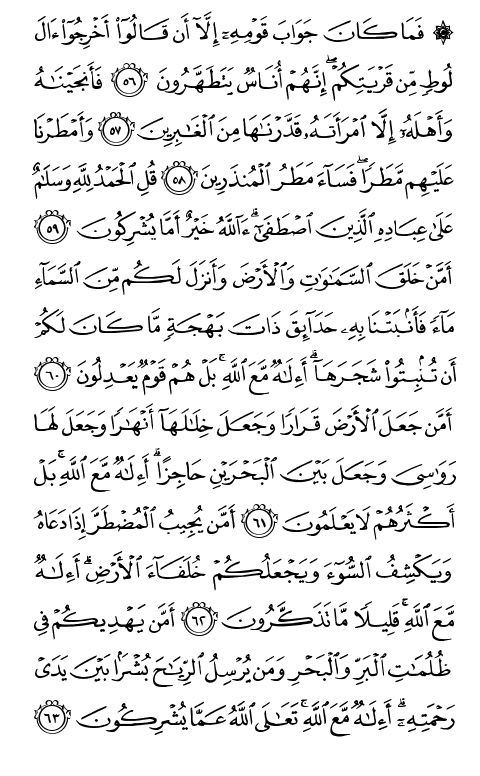 ۞ فَمَا كَانَ جَوَابَ قَوْمِهِۦٓ إِلَّآ أَن قَالُوٓا۟ أَخْرِجُوٓا۟ ءَالَ
لُوطٍ مِّن قَرْيَتِكُمْ ۖ إِنَّهُمْ أُنَاسٌ يَتَطَهَّرُونَ ٥٦ فَأَنجَيْنَٰهُ
وَأَهْلَهُۥٓ إِلَّا ٱمْرَأَتَهُۥ قَدَّرْنَٰهَا مِنَ ٱلْغَٰبِرِينَ ٥٧ وَأَمْطَرْنَا
عَلَيْهِم مَّطَرًا ۖ فَسَآءَ مَطَرُ ٱلْمُنذَرِينَ ٥٨ قُلِ ٱلْحَمْدُ لِلَّهِ وَسَلَٰمٌ
عَلَىٰ عِبَادِهِ ٱلَّذِينَ ٱصْطَفَىٰٓ ۗ ءَآللَّهُ خَيْرٌ أَمَّا يُشْرِكُونَ ٥٩
أَمَّنْ خَلَقَ ٱلسَّمَٰوَٰتِ وَٱلْأَرْضَ وَأَنزَلَ لَكُم مِّنَ ٱلسَّمَآءِ
مَآءً فَأَنۢبَتْنَا بِهِۦ حَدَآئِقَ ذَاتَ بَهْجَةٍ مَّا كَانَ لَكُمْ
أَن تُنۢبِتُوا۟ شَجَرَهَآ ۗ أَءِلَٰهٌ مَّعَ ٱللَّهِ ۚ بَلْ هُمْ قَوْمٌ يَعْدِلُونَ ٦٠
أَمَّن جَعَلَ ٱلْأَرْضَ قَرَارًا وَجَعَلَ خِلَٰلَهَآ أَنْهَٰرًا وَجَعَلَ لَهَا
رَوَٰسِىَ وَجَعَلَ بَيْنَ ٱلْبَحْرَيْنِ حَاجِزًا ۗ أَءِلَٰهٌ مَّعَ ٱللَّهِ ۚ بَلْ
أَكْثَرُهُمْ لَا يَعْلَمُونَ ٦١ أَمَّن يُجِيبُ ٱلْمُضْطَرَّ إِذَا دَعَاهُ
وَيَكْشِفُ ٱلسُّوٓءَ وَيَجْعَلُكُمْ خُلَفَآءَ ٱلْأَرْضِ ۗ أَءِلَٰهٌ
مَّعَ ٱللَّهِ ۚ قَلِيلًا مَّا تَذَكَّرُونَ ٦٢ أَمَّن يَهْدِيكُمْ فِى
ظُلُمَٰتِ ٱلْبَرِّ وَٱلْبَحْرِ وَمَن يُرْسِلُ ٱلرِّيَٰحَ بُشْرًۢا بَيْنَ يَدَىْ
رَحْمَتِهِۦٓ ۗ أَءِلَٰهٌ مَّعَ ٱللَّهِ ۚ تَعَٰلَى ٱللَّهُ عَمَّا يُشْرِكُونَ ٦٣